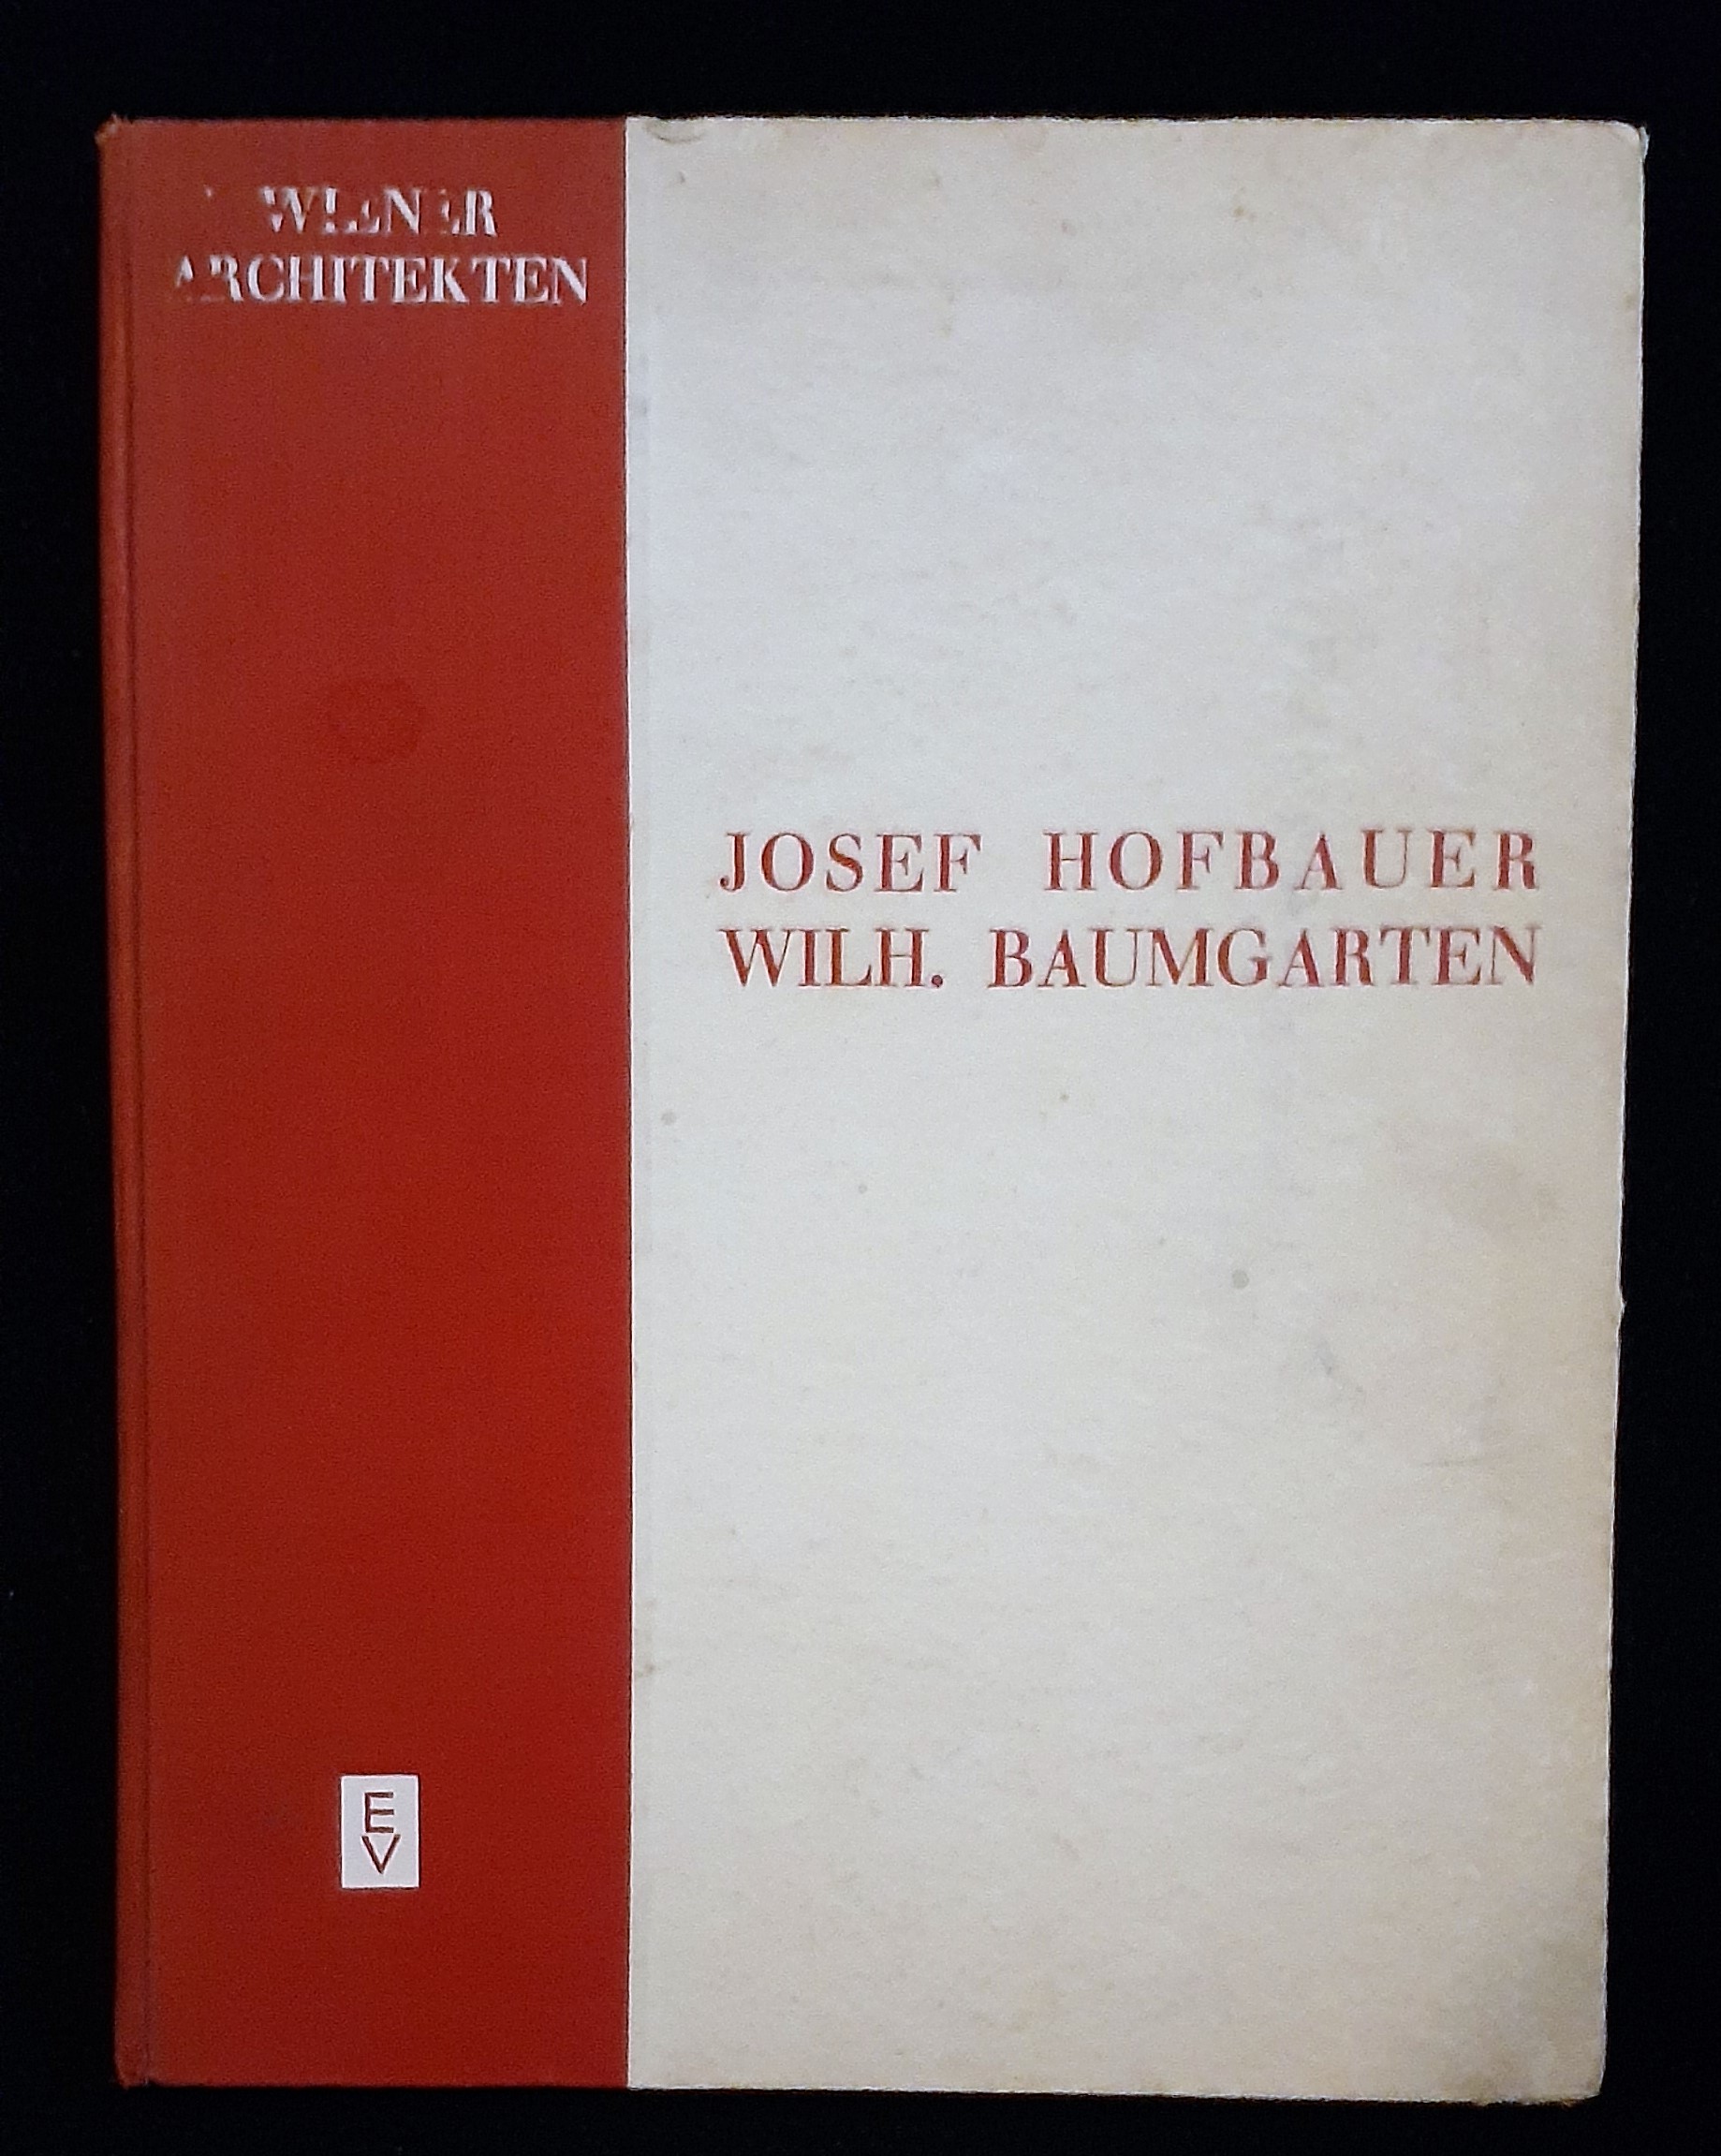 WIENER
ARCHITEKTEN
JOSEF HOFBAUER
WILH. BAUMGARTEN
E
V